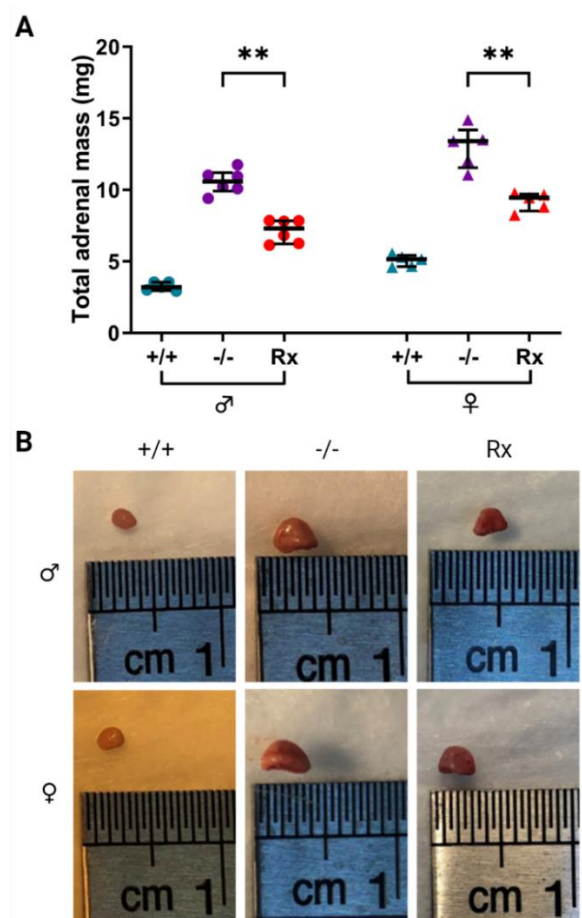 A
Total adrenal mass (mg)
20
15
10
5
0
** **
+/+ -/- Rx +/+ -/- Rx
♂ ♀
B
+/+ -/- Rx
♂
cm 1 cm 1 cm 1
♀
cm 1 cm 1 cm 1